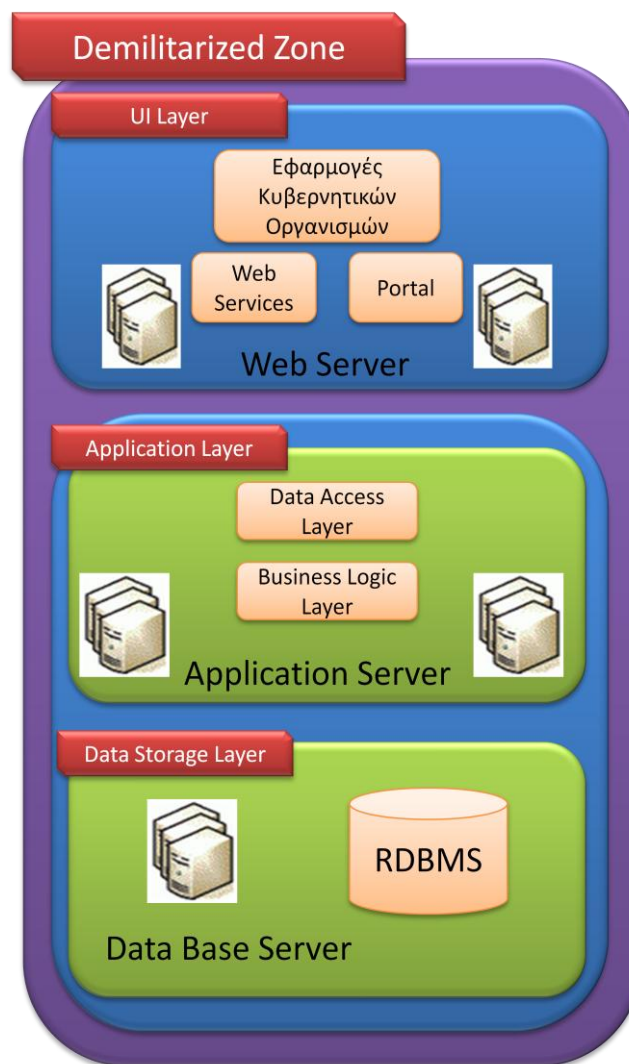 Demilitarized Zone
UI Layer
Εφαρμογές
Κυβερνητικών
Οργανισμών
Web
Services
Portal
Web Server
Application Layer
Data Access
Layer
Business Logic
Layer
Application Server
Data Storage Layer
RDBMS
Data Base Server